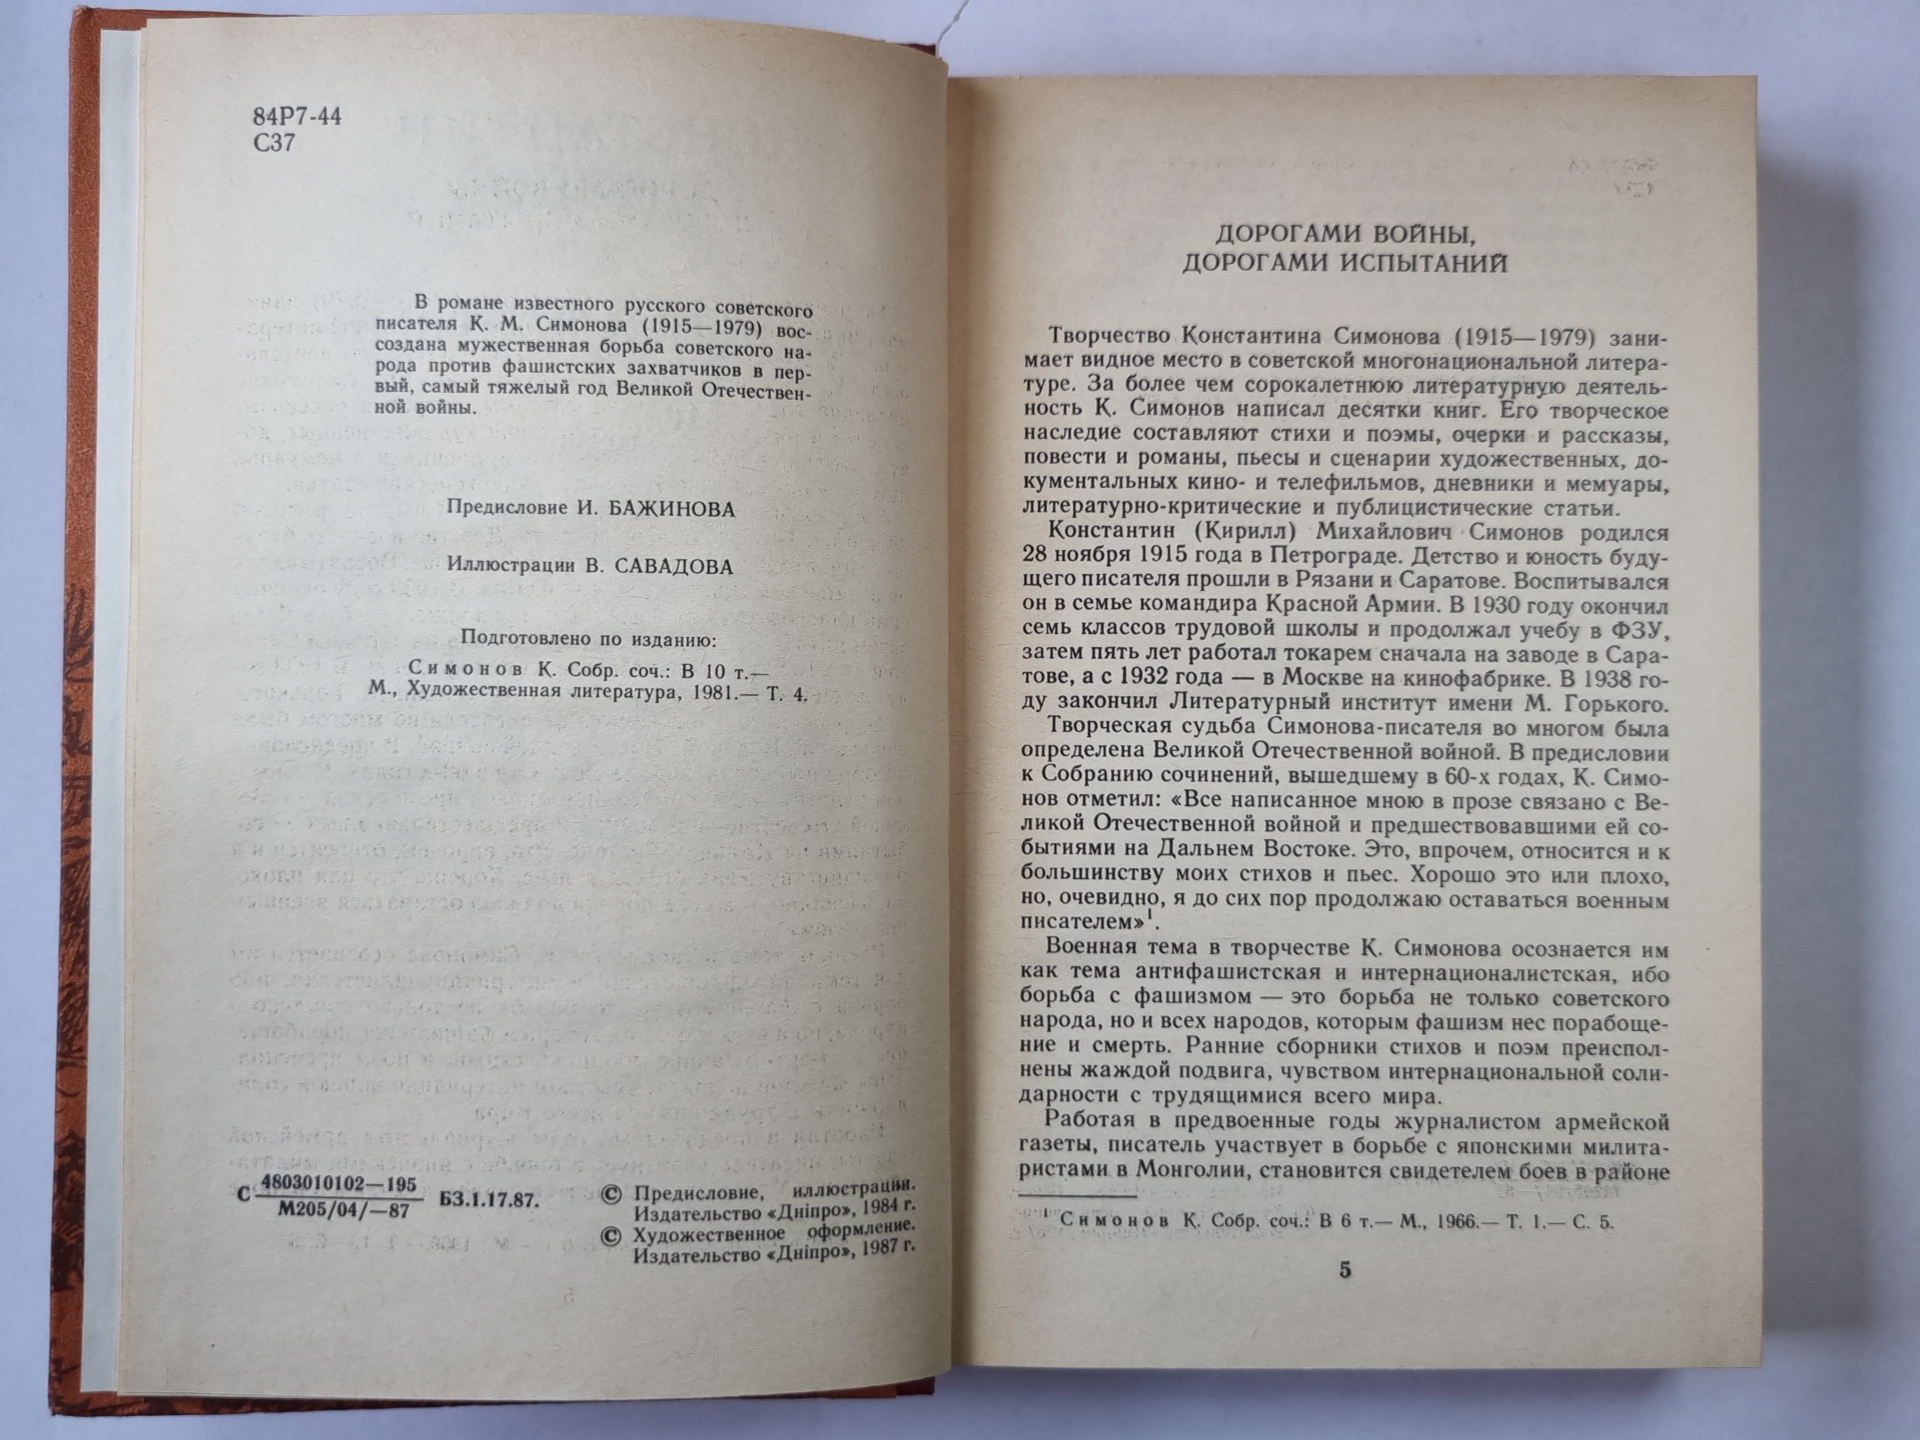 84Р7-44
С37
В романе известного русского советского
писателя К. М. Симонова (1915—1979) вос-
создана мужественная борьба советского на-
рода против фашистских захватчиков в пер-
вый, самый тяжелый год Великой Отечествен-
ной войны.
Предисловие И. БАЖИНОВА
Иллюстрации В. САВАДОВА
Подготовлено по изданию:
Симонов К. Собр. соч.: В 10 т.—
М., Художественная литература, 1981.— Т. 4.
С 4803010102—195
М205/04/—87
БЗ.1.17.87.
© Предисловие, иллюстрации.
Издательство «Дніпро», 1984 г.
© Художественное оформление.
Издательство «Дніпро», 1987 г.
ДОРОГАМИ ВОЙНЫ,
ДОРОГАМИ ИСПЫТАНИЙ
Творчество Константина Симонова (1915—1979) зани-
мает видное место в советской многонациональной литера-
туре. За более чем сорокалетнюю литературную деятель-
ность К. Симонов написал десятки книг. Его творческое
наследие составляют стихи и поэмы, очерки и рассказы,
повести и романы, пьесы и сценарии художественных, до-
кументальных кино- и телефильмов, дневники и мемуары,
литературно-критические и публицистические статьи.
Константин (Кирилл) Михайлович Симонов родился
28 ноября 1915 года в Петрограде. Детство и юность буду-
щего писателя прошли в Рязани и Саратове. Воспитывался
он в семье командира Красной Армии. В 1930 году окончил
семь классов трудовой школы и продолжал учебу в ФЗУ,
затем пять лет работал токарем сначала на заводе в Сара-
тове, а с 1932 года — в Москве на кинофабрике. В 1938 го-
ду закончил Литературный институт имени М. Горького.
Творческая судьба Симонова-писателя во многом была
определена Великой Отечественной войной. В предисловии
к Собранию сочинений, вышедшему в 60-х годах, К. Симо-
нов отметил: «Все написанное мною в прозе связано с Ве-
ликой Отечественной войной и предшествовавшими ей со-
бытиями на Дальнем Востоке. Это, впрочем, относится и к
большинству моих стихов и пьес. Хорошо это или плохо,
но, очевидно, я до сих пор продолжаю оставаться военным
писателем»¹.
Военная тема в творчестве К. Симонова осознается им
как тема антифашистская и интернационалистская, ибо
борьба с фашизмом — это борьба не только советского
народа, но и всех народов, которым фашизм нес порабоще-
ние и смерть. Ранние сборники стихов и поэм преиспол-
нены жаждой подвига, чувством интернациональной соли-
дарности с трудящимися всего мира.
Работая в предвоенные годы журналистом армейской
газеты, писатель участвует в борьбе с японскими милита-
ристами в Монголии, становится свидетелем боев в районе
¹ Симонов К. Собр. соч.: В 6 т.— М., 1966.— Т. 1.— С. 5.
5